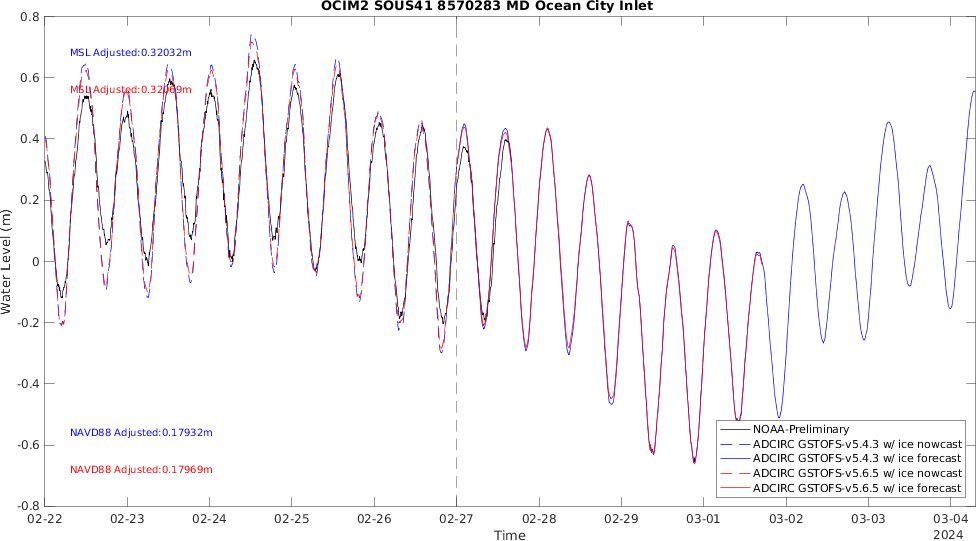 OCIM2 SOUS41 8570283 MD Ocean City Inlet
0.8
0.6
0.4
0.2
0
-0.2
-0.4
-0.6
-0.8
Water Level (m)
MSL Adjusted:0.32032m
MSL Adjusted:0.32069m
NAVD88 Adjusted:0.17932m
NAVD88 Adjusted:0.17969m
NOAA-Preliminary
ADCIRC GSTOFS-v5.4.3 w/ ice nowcast
ADCIRC GSTOFS-v5.4.3 w/ ice forecast
ADCIRC GSTOFS-v5.6.5 w/ ice nowcast
ADCIRC GSTOFS-v5.6.5 w/ ice forecast
02-22 02-23 02-24 02-25 02-26 02-27 02-28 02-29 03-01 03-02 03-03 03-04
Time
2024